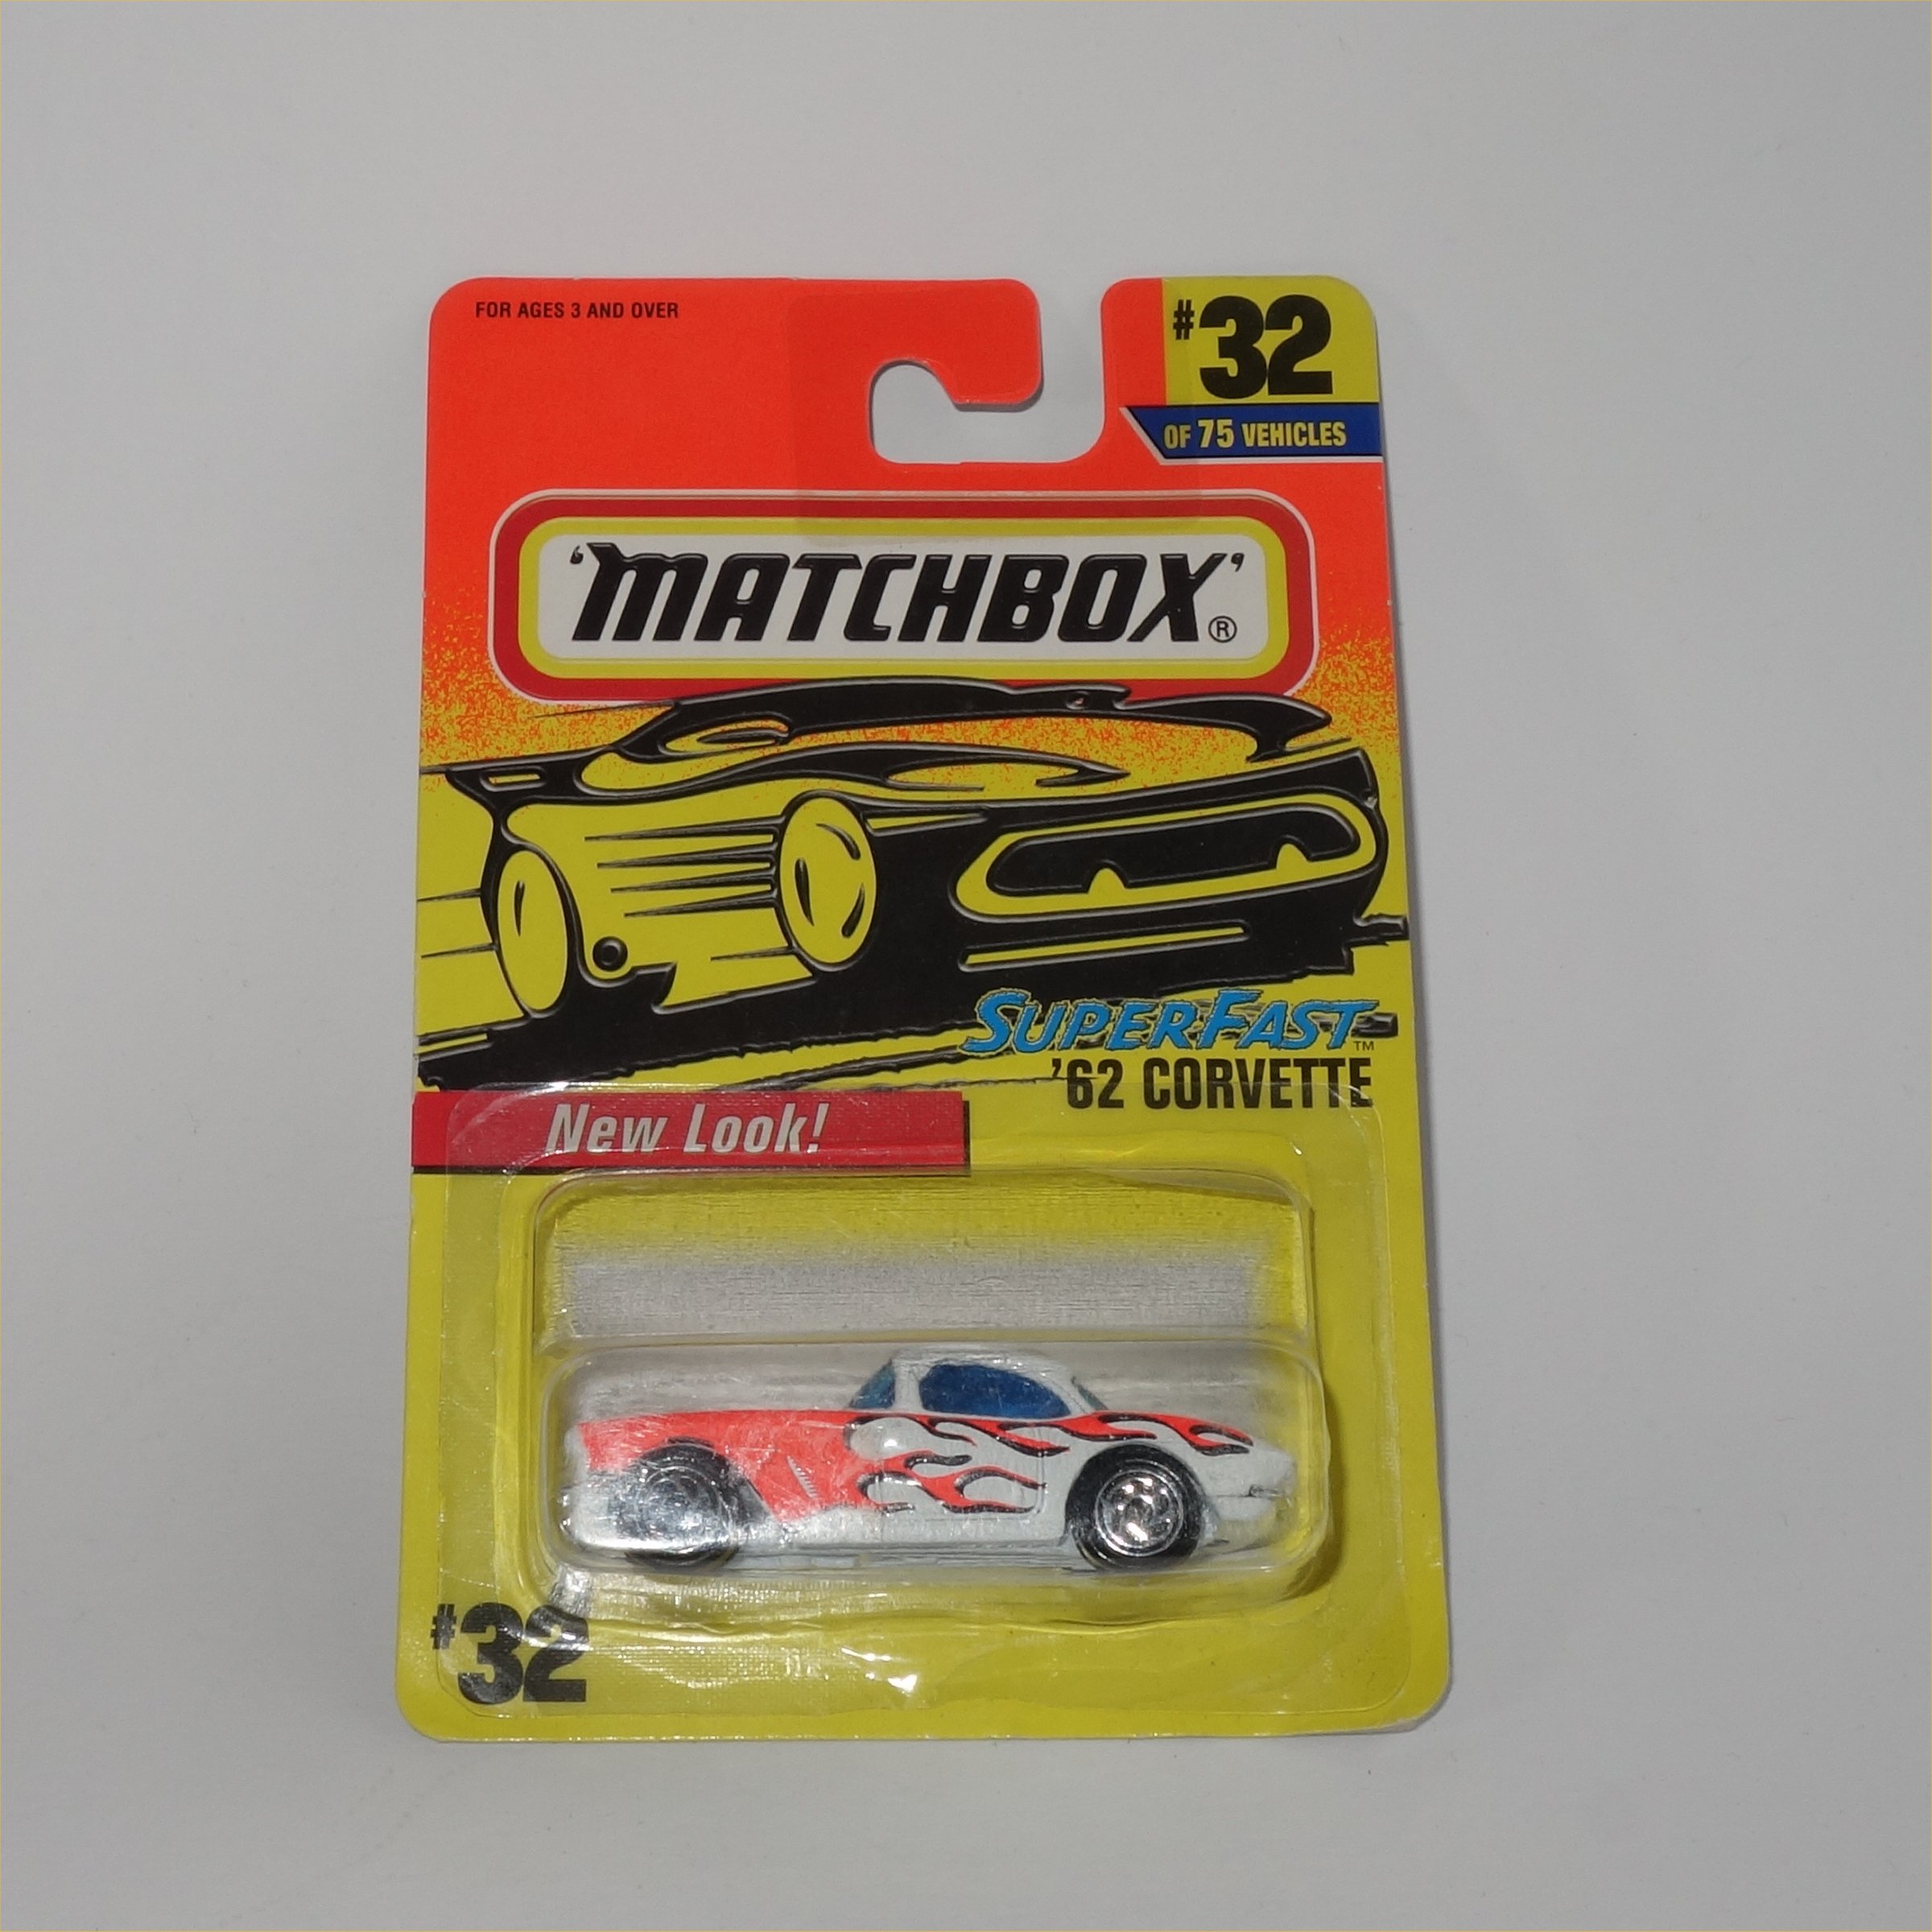 FOR AGES 3 AND OVER
#32
OF 75 VEHICLES
'MATCHBOX'®
SUPERFAST™
'62 CORVETTE
New Look!
#32